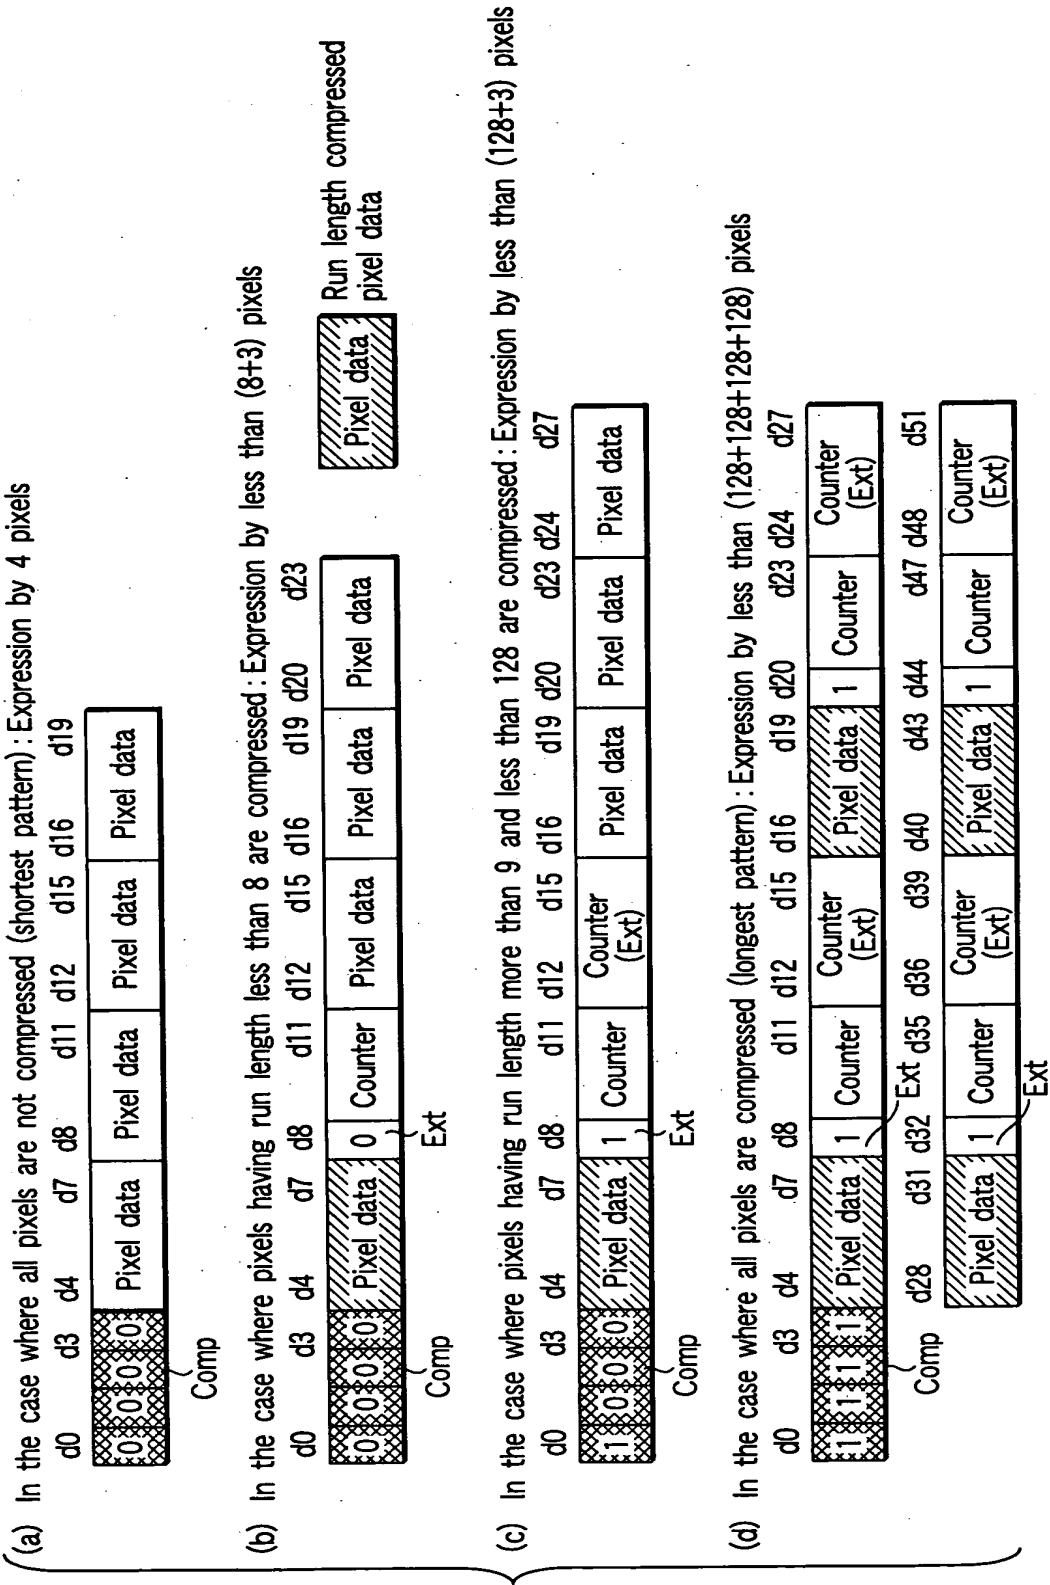 (a) In the case where all pixels are not compressed (shortest pattern) : Expression by 4 pixels
d0 d3 d4 d7 d8 d11 d12 d15 d16 d19
0 0 0 0 Pixel data Pixel data Pixel data Pixel data
Comp
(b) In the case where pixels having run length less than 8 are compressed : Expression by less than (8+3) pixels
d0 d3 d4 d7 d8 d11 d12 d15 d16 d19 d20 d23
0 0 0 0 Pixel data 0 Counter Pixel data Pixel data Pixel data
Comp
Ext
Pixel data
Run length compressed
pixel data
(c) In the case where pixels having run length more than 9 and less than 128 are compressed : Expression by less than (128+3) pixels
d0 d3 d4 d7 d8 d11 d12 d15 d16 d19 d20 d23 d24 d27
1 0 0 0 Pixel data 1 Counter Counter (Ext) Pixel data Pixel data Pixel data
Comp
Ext
(d) In the case where all pixels are compressed (longest pattern) : Expression by less than (128+128+128+128) pixels
d0 d3 d4 d7 d8 d11 d12 d15 d16 d19 d20 d23 d24 d27
1 1 1 1 Pixel data 1 Counter Counter (Ext) Pixel data 1 Counter Counter (Ext)
Comp
Ext
d28 d31 d32 d35 d36 d39 d40 d43 d44 d47 d48 d51
Pixel data 1 Counter Counter (Ext) Pixel data 1 Counter Counter (Ext)
Ext